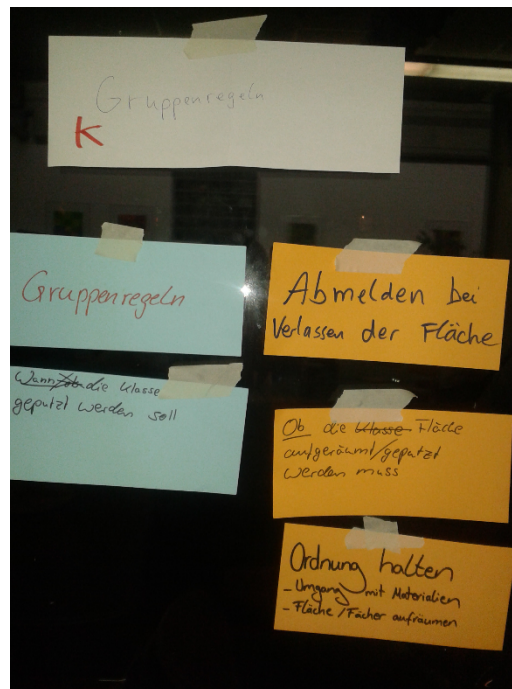 Gruppenregeln
K
Gruppenregeln
Wann die Klasse
geputzt werden soll
Abmelden bei
Verlassen der Fläche
Ob die Klasse Fläche
aufgeräumt/geputzt
werden muss
Ordnung halten
- Umgang mit Materialien
- Fläche/Fächer aufräumen